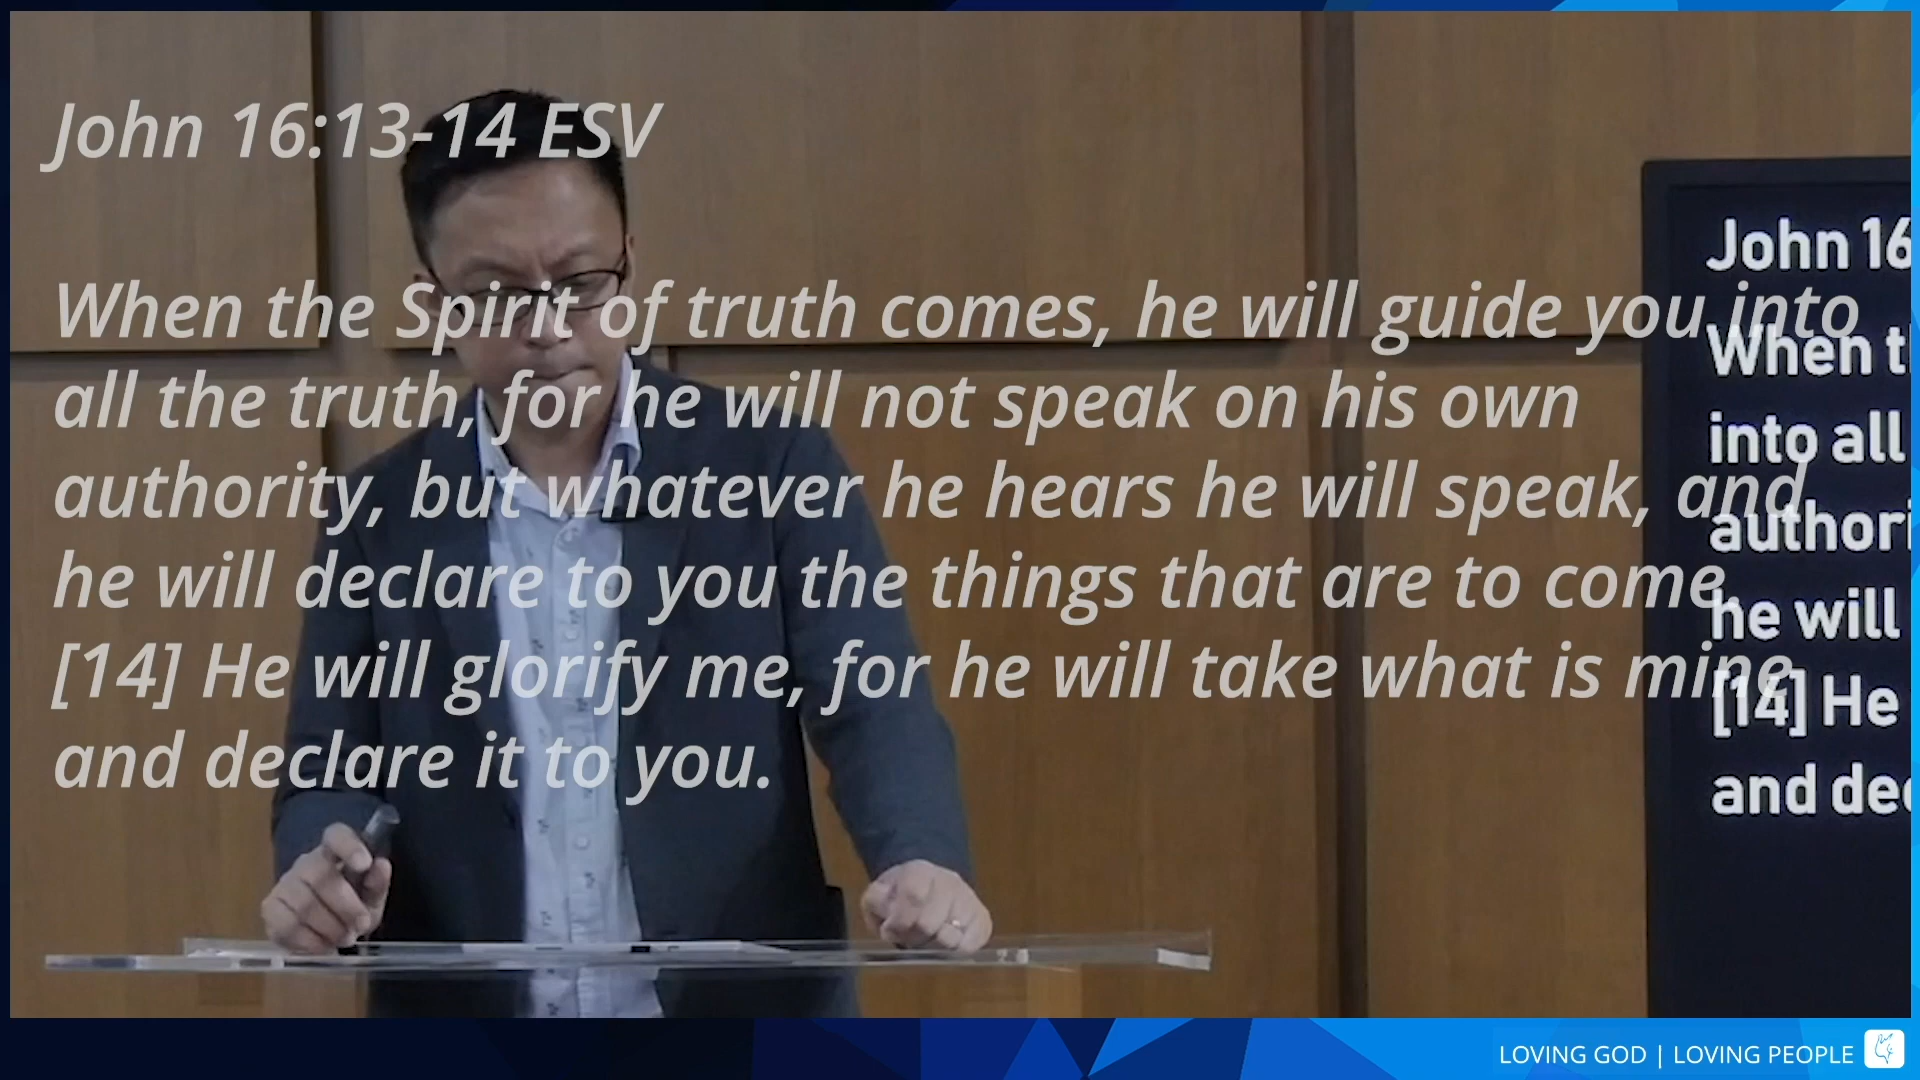 John 16:13-14 ESV
When the Spirit of truth comes, he will guide you into
all the truth, for he will not speak on his own
authority, but whatever he hears he will speak, and
he will declare to you the things that are to come.
[14] He will glorify me, for he will take what is mine
and declare it to you.
John 16
When t
into all
authori
he will
[14] He
and dec
LOVING GOD | LOVING PEOPLE